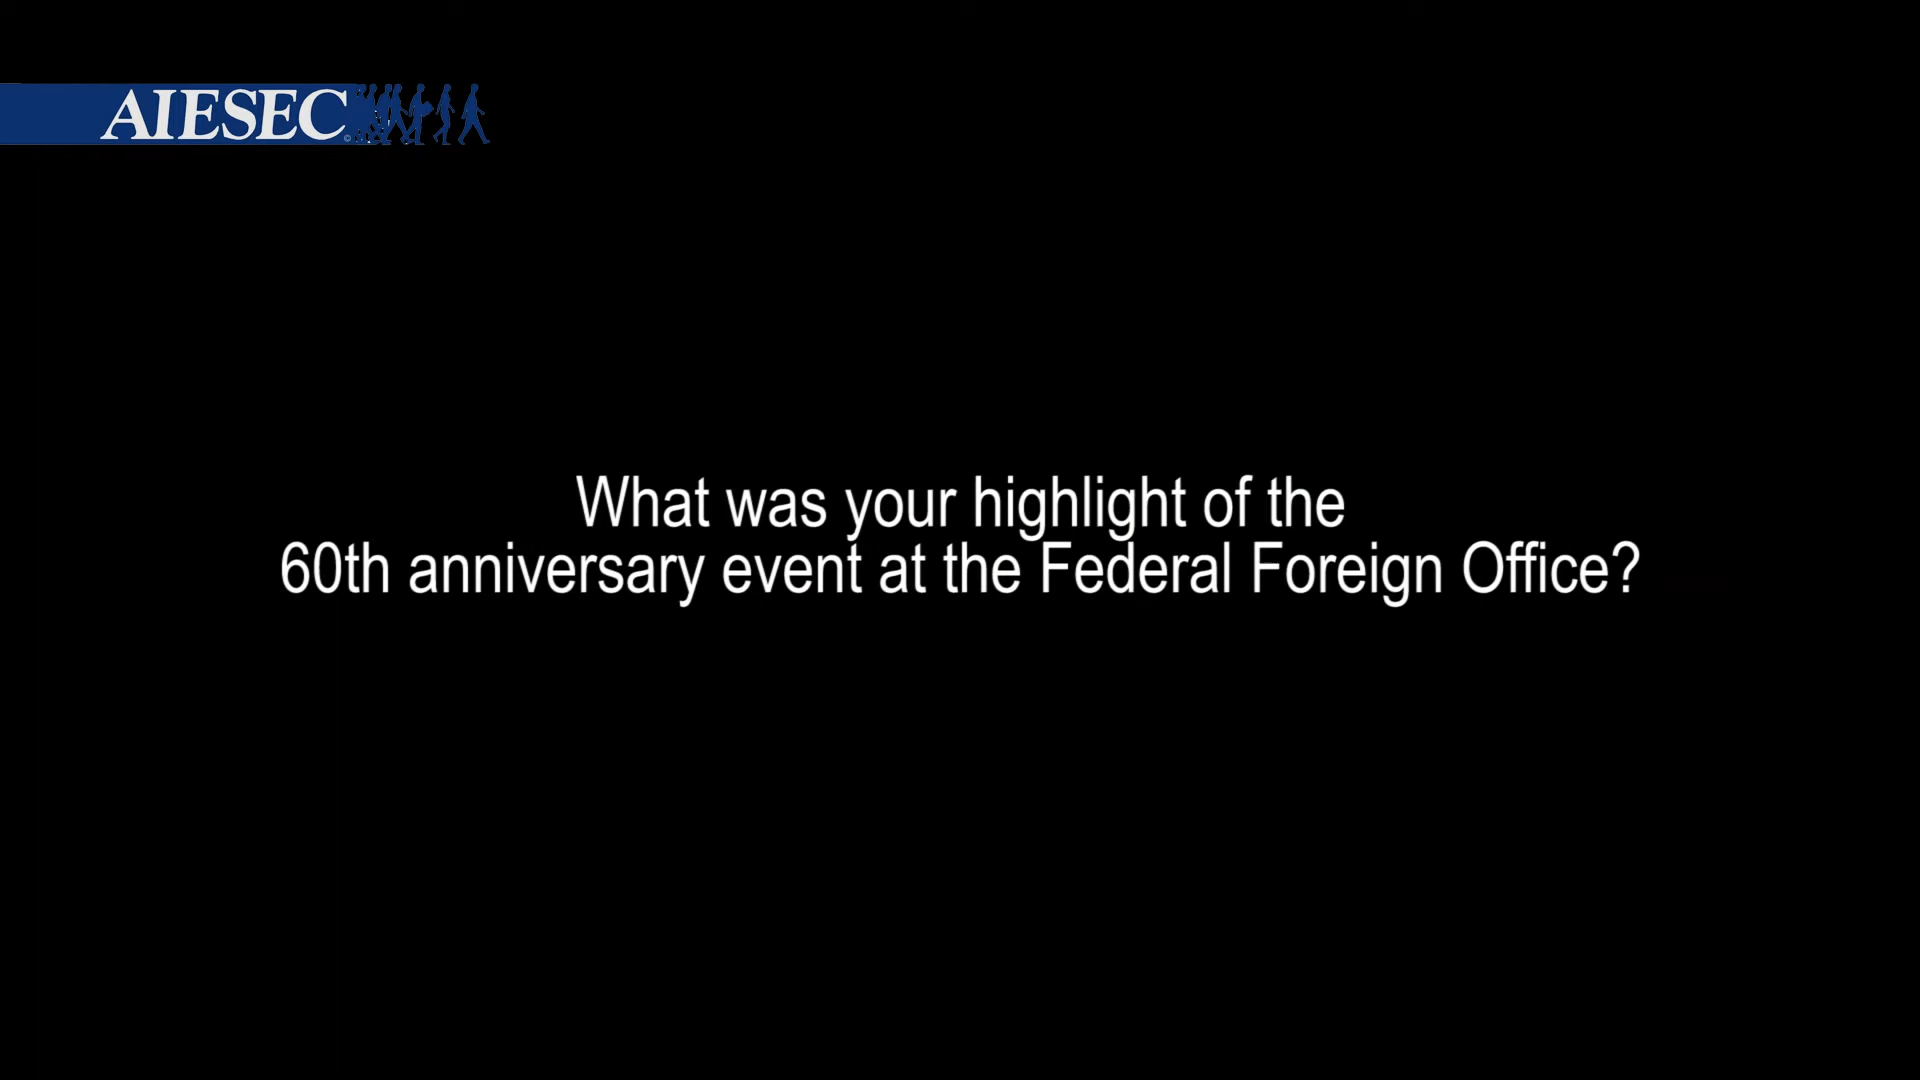 AIESEC
What was your highlight of the
60th anniversary event at the Federal Foreign Office?